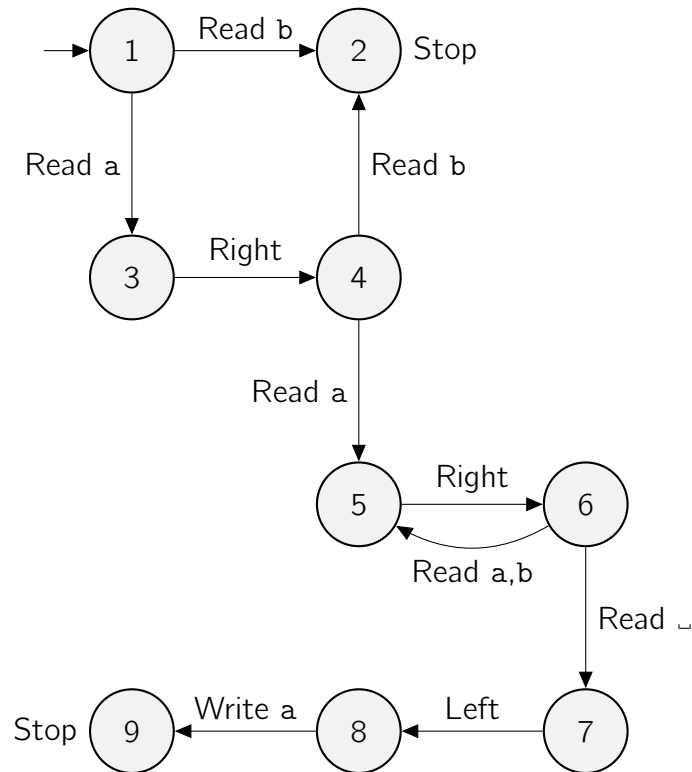 1 Read b 2 Stop
Read a Read b
3 Right 4
Read a
5 Right 6
Read a,b
Read ␣
Stop 9 Write a 8 Left 7